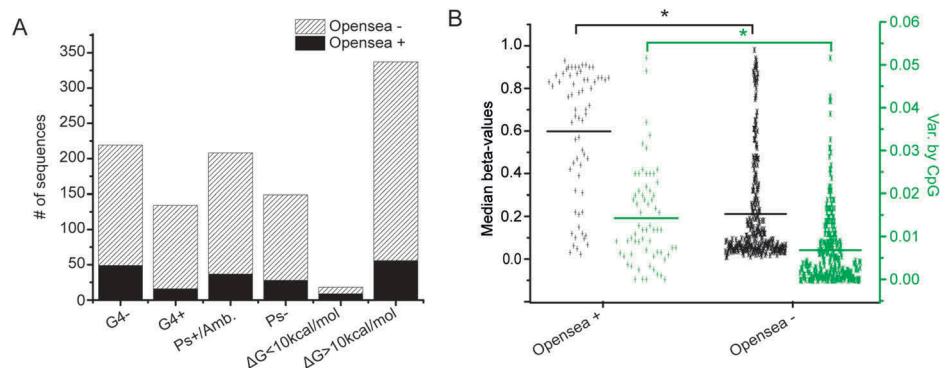 A
Opensea -
Opensea +
# of sequences
350
300
250
200
150
100
50
0
G4-
G4+
Ps+/Amb.
Ps-
ΔG<10kcal/mol
ΔG>10kcal/mol
B
*
*
Median beta-values
1.0
0.8
0.6
0.4
0.2
0.0
Opensea +
Opensea -
0.06
0.05
0.04
0.03
0.02
0.01
0.00
Var. by CpG